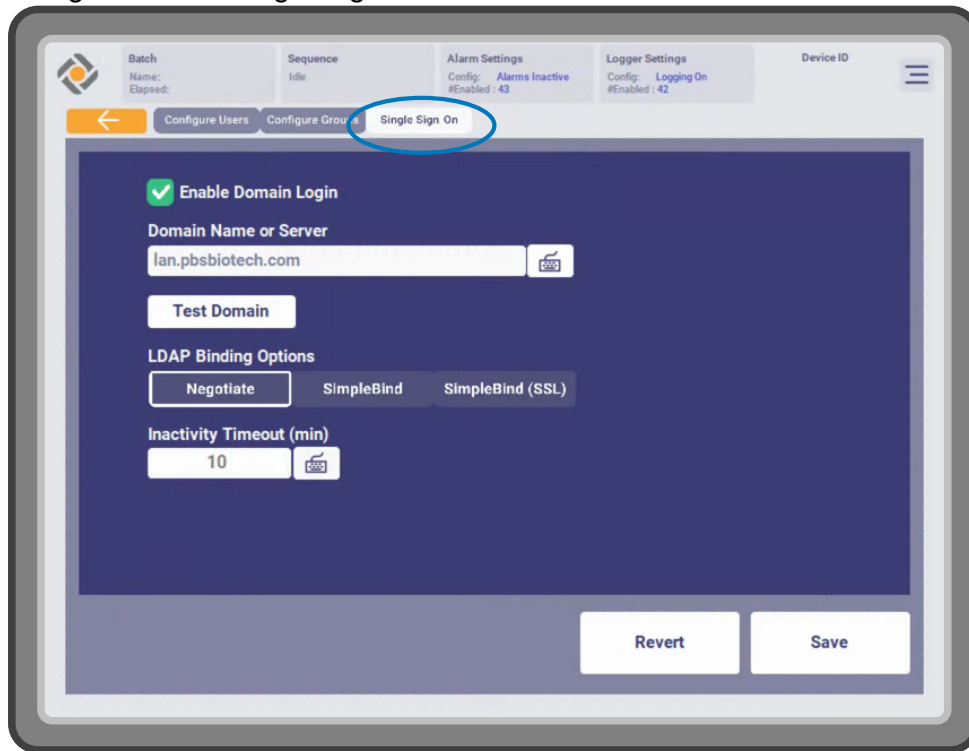 Batch
Name:
Elapsed:
Sequence
Idle
Alarm Settings
Config: Alarms Inactive
#Enabled : 43
Logger Settings
Config: Logging On
#Enabled : 42
Device ID
Configure Users Configure Groups Single Sign On
Enable Domain Login
Domain Name or Server
lan.pbsbiotech.com
Test Domain
LDAP Binding Options
Negotiate SimpleBind SimpleBind (SSL)
Inactivity Timeout (min)
10
Revert Save